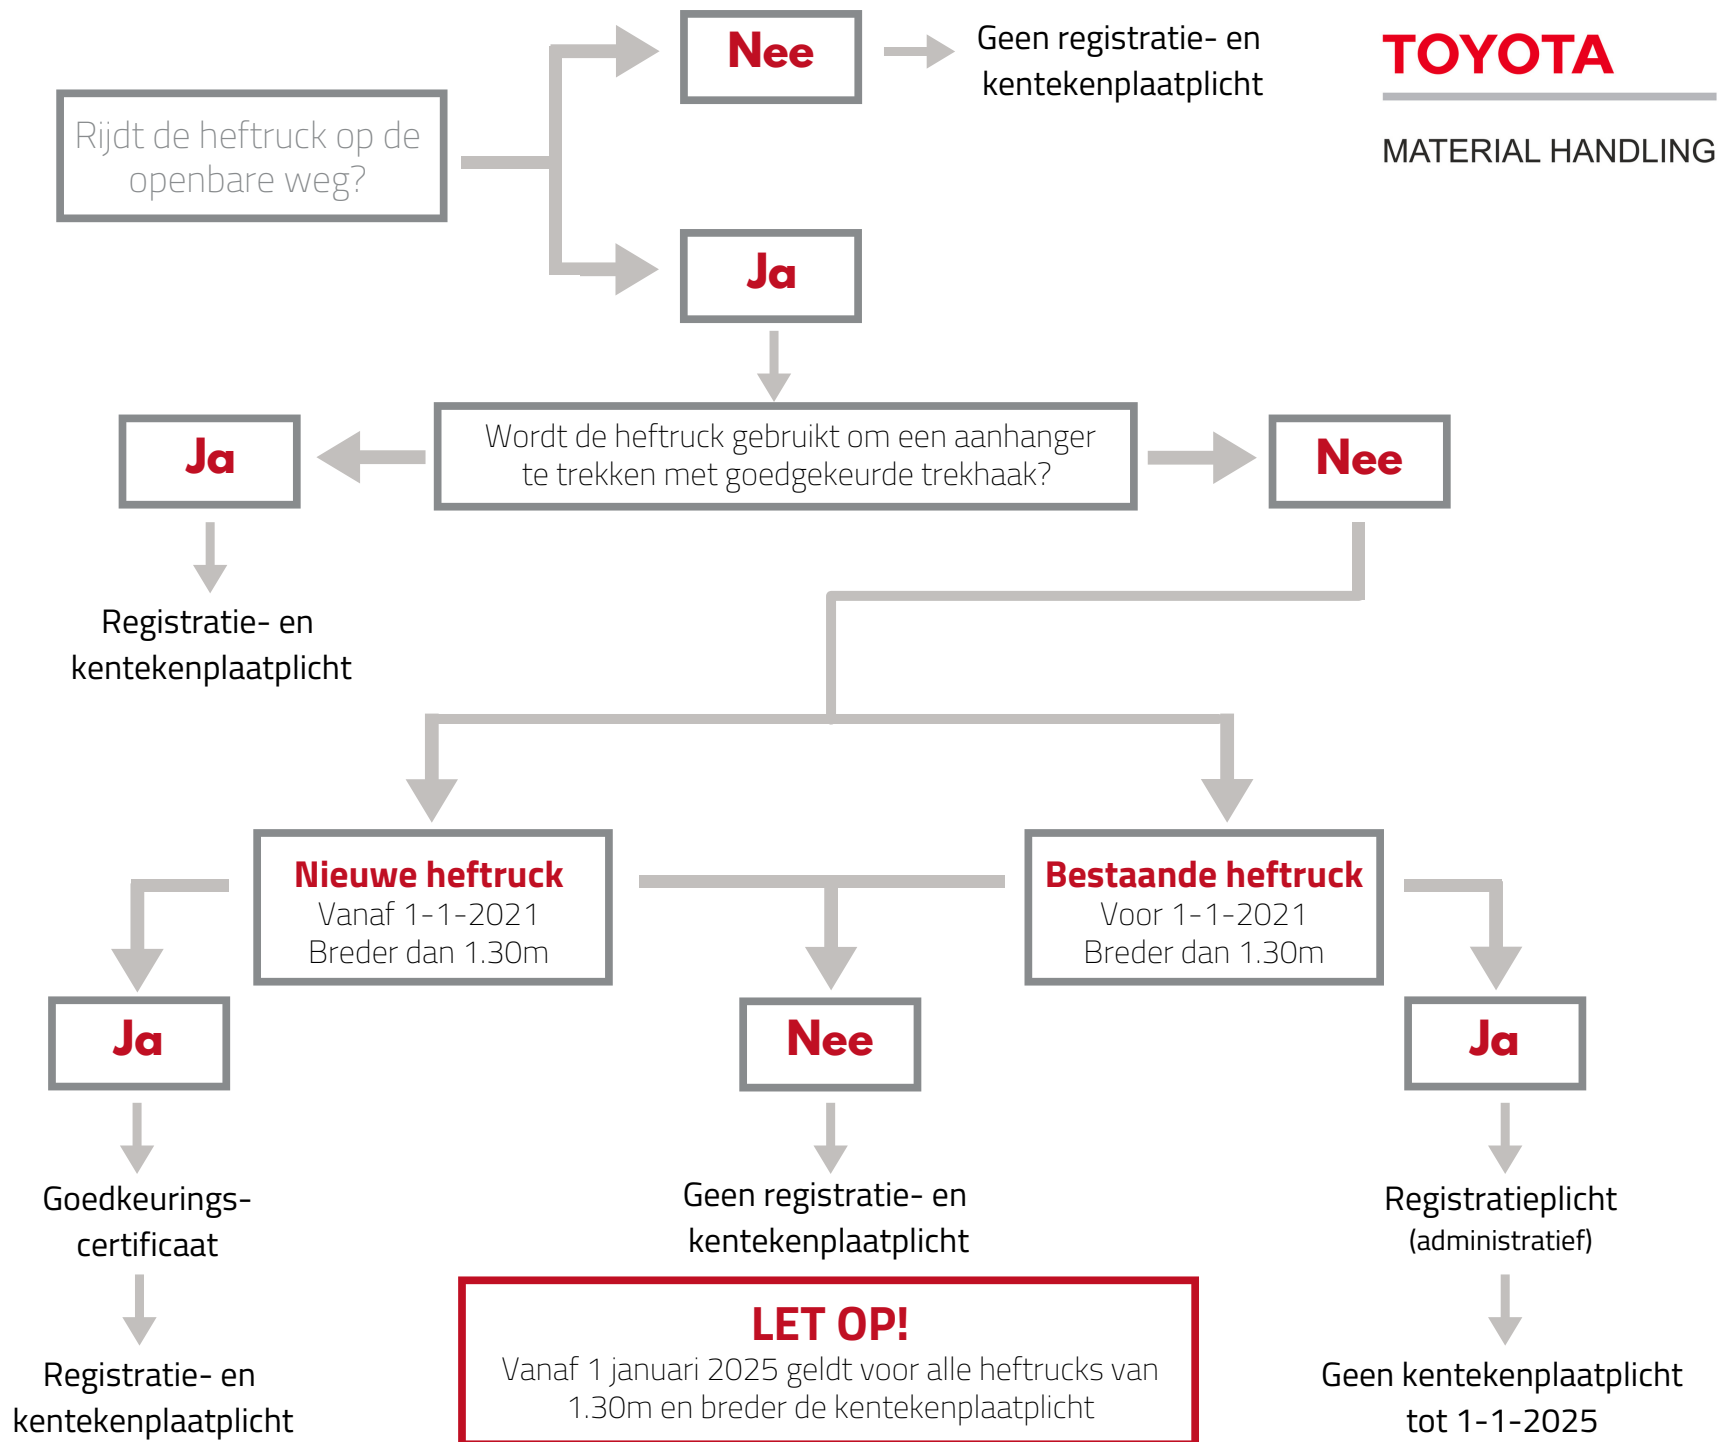 Nee
Geen registratie- en
kentekenplaatplicht
TOYOTA
MATERIAL HANDLING
Rijdt de heftruck op de
openbare weg?
Ja
Ja
Wordt de heftruck gebruikt om een aanhanger
te trekken met goedgekeurde trekhaak?
Nee
Registratie- en
kentekenplaatplicht
Nieuwe heftruck
Vanaf 1-1-2021
Breder dan 1.30m
Bestaande heftruck
Voor 1-1-2021
Breder dan 1.30m
Ja
Nee
Ja
Goedkeurings-
certificaat
Geen registratie- en
kentekenplaatplicht
Registratieplicht
(administratief)
LET OP!
Vanaf 1 januari 2025 geldt voor alle heftrucks van
1.30m en breder de kentekenplaatplicht
Registratie- en
kentekenplaatplicht
Geen kentekenplaatplicht
tot 1-1-2025